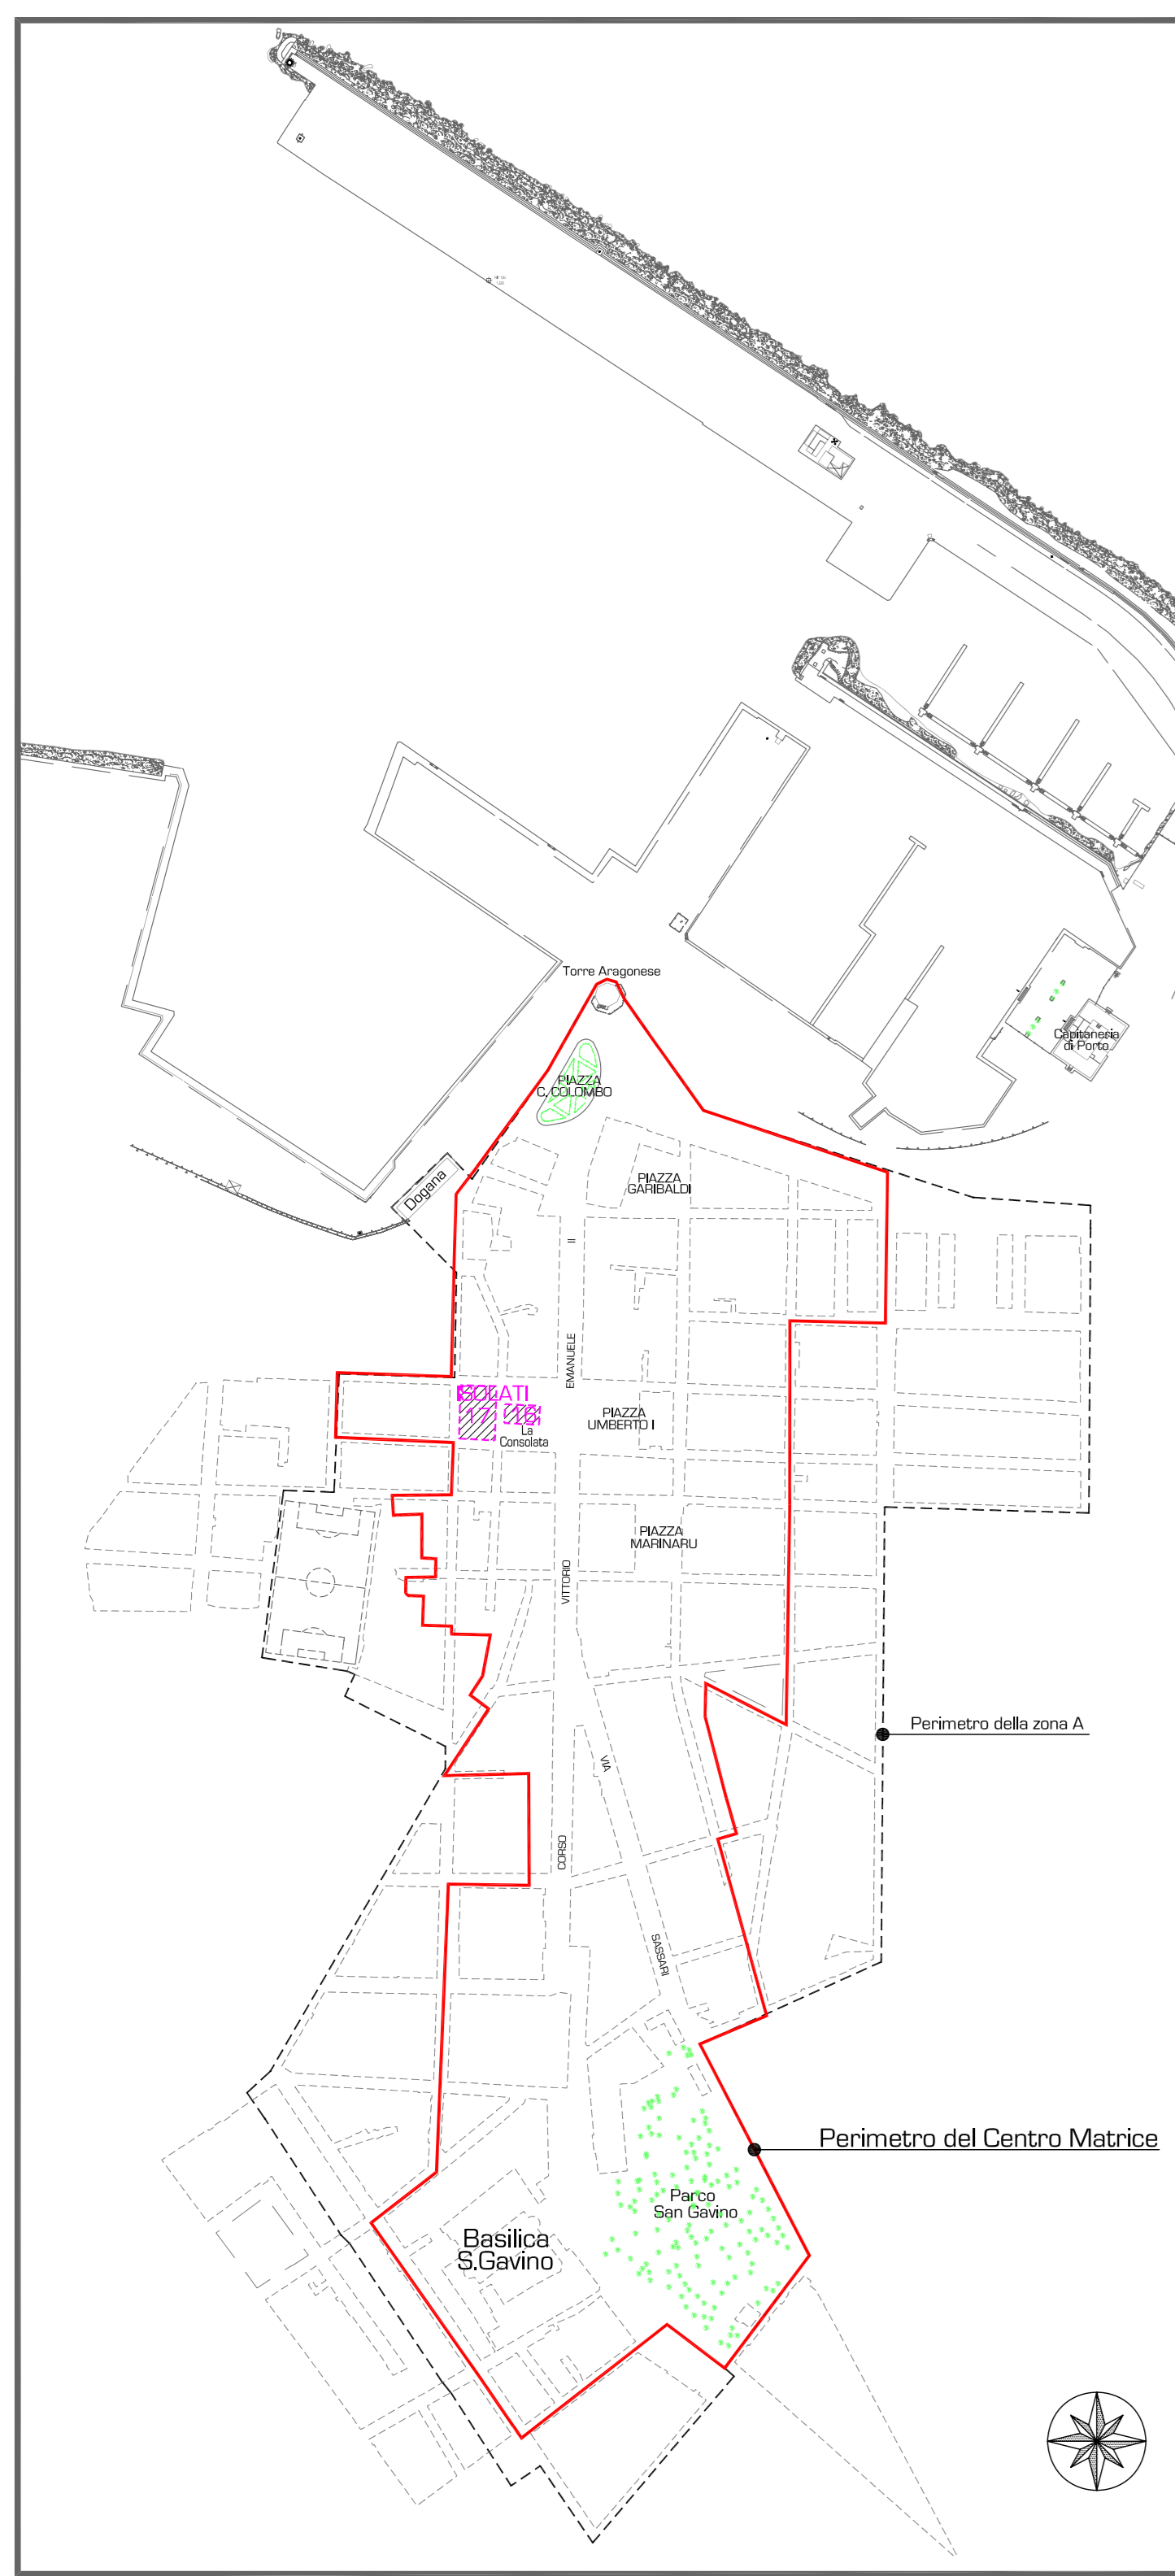 Torre Aragonese
Capitaneria
di Porto
PIAZZA
C. COLOMBO
Dogana
PIAZZA
GARIBALDI
II
EMANUELE
ISOLATI
17 16
La
Consolata
PIAZZA
UMBERTO I
PIAZZA
MARINARU
VITTORIO
Perimetro della zona A
VIA
CORSO
SASSARI
Perimetro del Centro Matrice
Parco
San Gavino
Basilica
S.Gavino